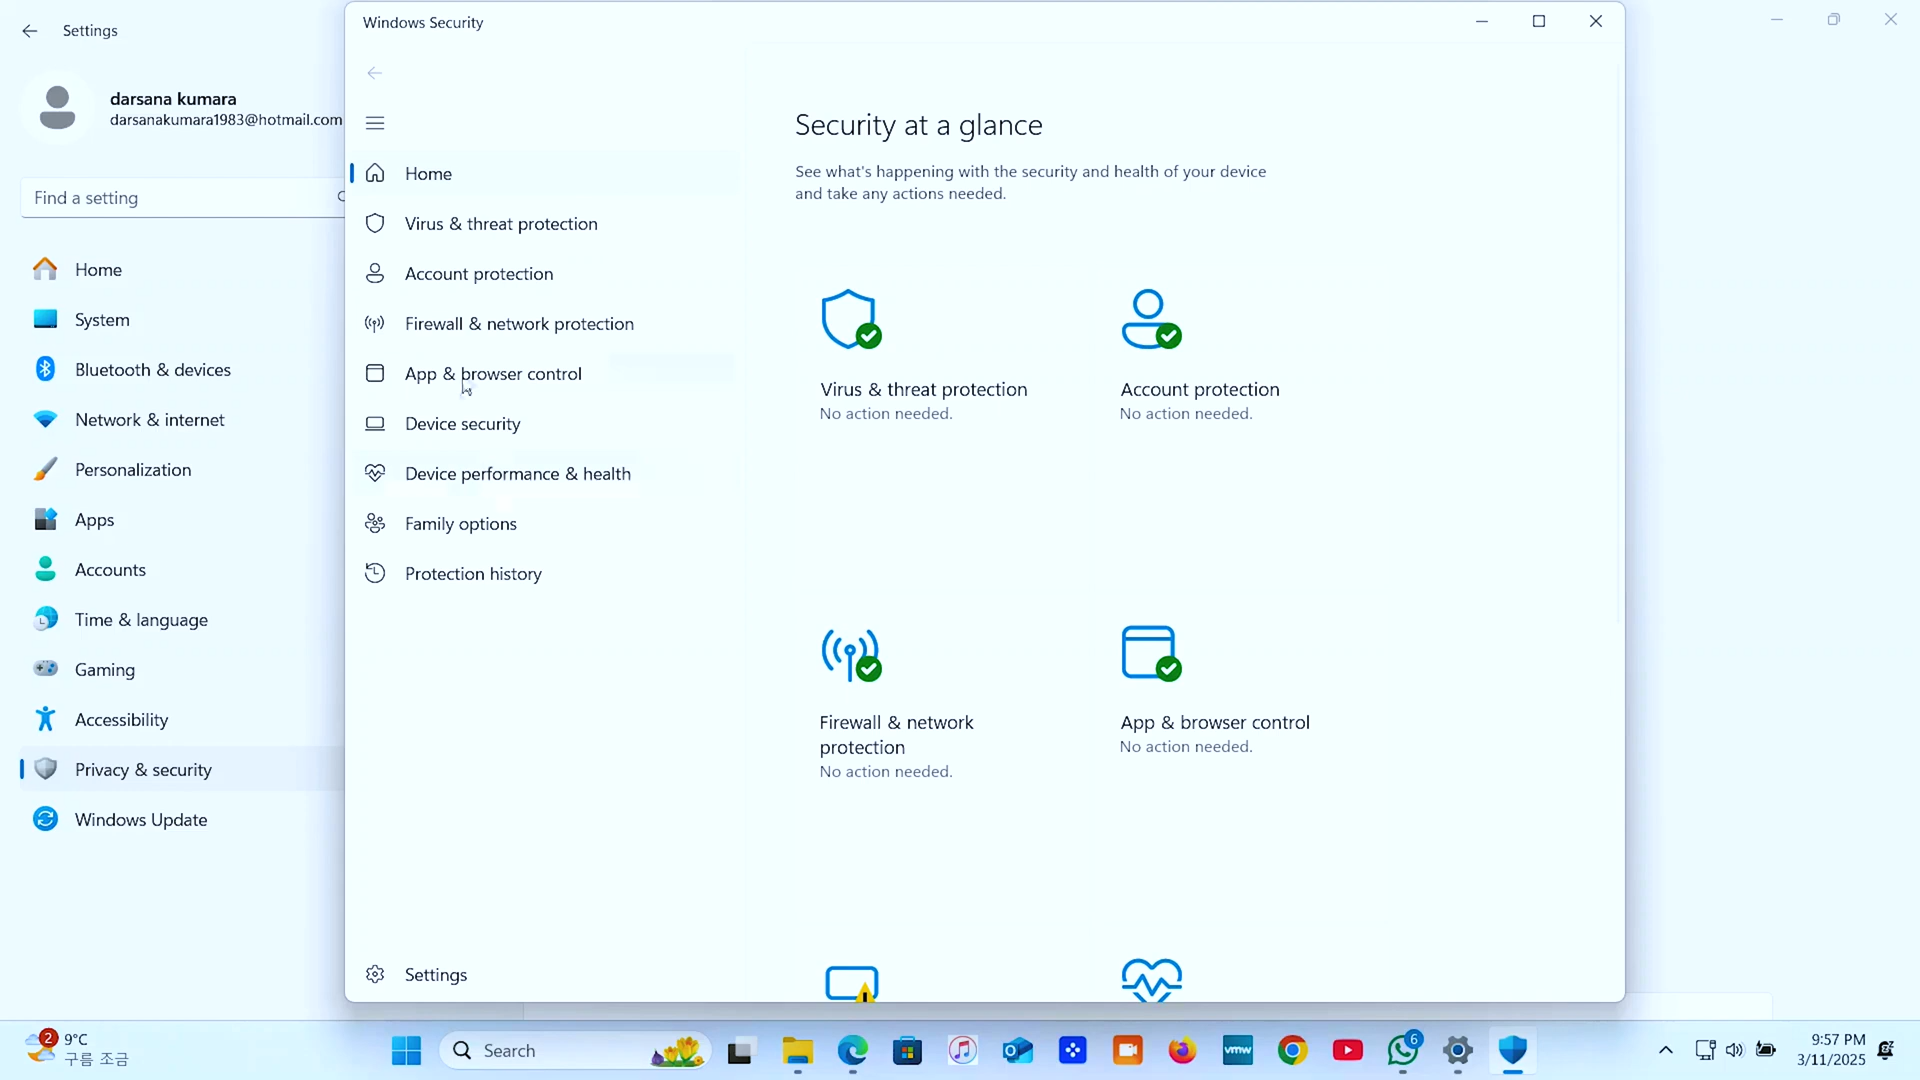 Settings
darsana kumara
darsanakumara1983@hotmail.com
Find a setting
Home
System
Bluetooth & devices
Network & internet
Personalization
Apps
Accounts
Time & language
Gaming
Accessibility
Privacy & security
Windows Update
Windows Security
Home
Virus & threat protection
Account protection
Firewall & network protection
App & browser control
Device security
Device performance & health
Family options
Protection history
Settings
Security at a glance
See what's happening with the security and health of your device
and take any actions needed.
Virus & threat protection
No action needed.
Account protection
No action needed.
Firewall & network
protection
No action needed.
App & browser control
No action needed.
2
9°C
구름 조금
Search
vmw
6
9:57 PM
3/11/2025